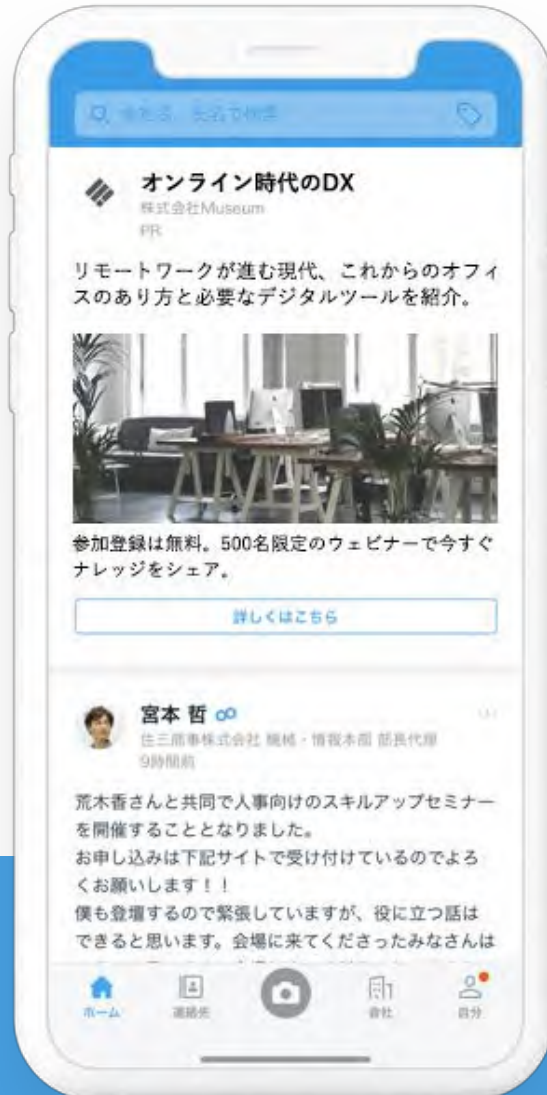 オンライン時代のDX
株式会社Museum
PR
リモートワークが進む現代、これからのオフィ
スのあり方と必要なデジタルツールを紹介。
参加登録は無料。500名限定のウェビナーで今すぐ
ナレッジをシェア。
詳しくはこちら
宮本 哲
住三商事株式会社 機械・情報本部 部長代理
9時間前
荒木香さんと共同で人事向けのスキルアップセミナー
を開催することとなりました。
お申し込みは下記サイトで受け付けているのでよろ
くお願いします！！
僕も登壇するので緊張していますが、役に立つ話は
できると思います。会場に来てくださったみなさんは
ホーム
連絡先
会社
自分